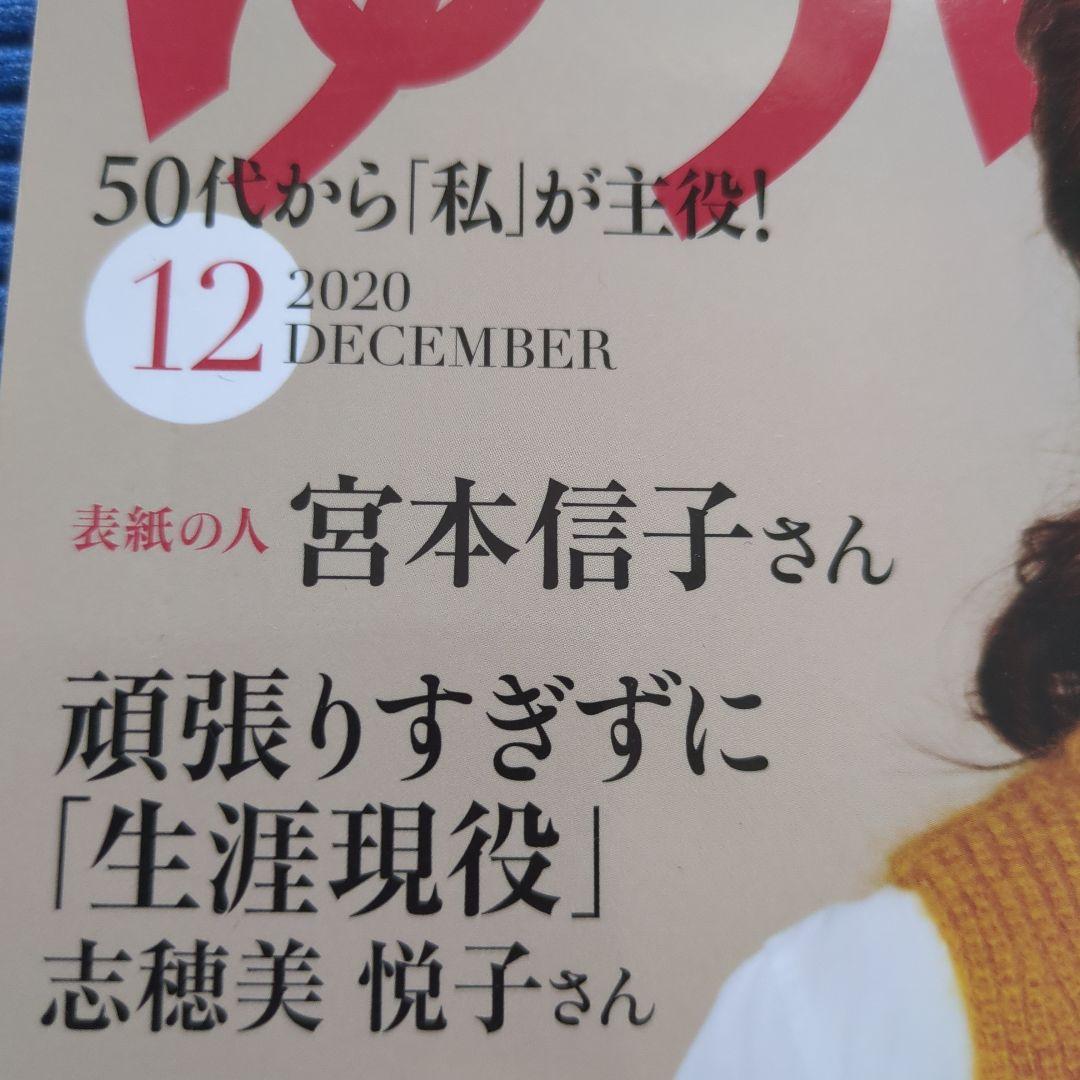 ゆう
50代から「私」が主役!
12 2020
DECEMBER
表紙の人 宮本信子さん
頑張りすぎずに
「生涯現役」
志穂美 悦子さん